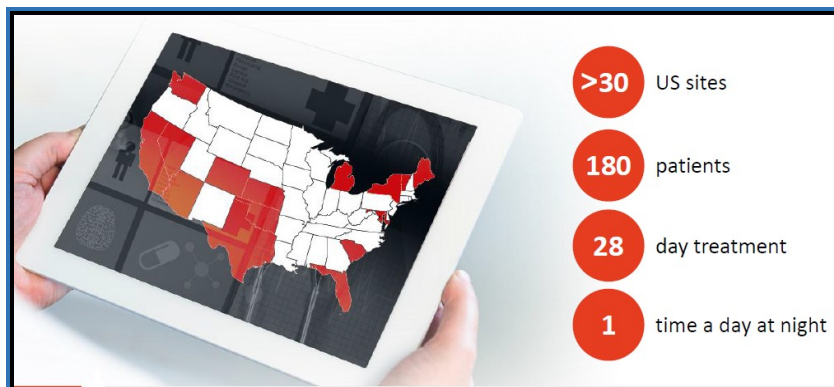 >30 US sites
180 patients
28 day treatment
1 time a day at night